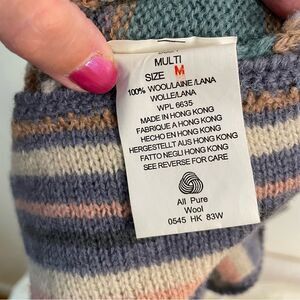 MULTI
SIZE M
100% WOOL/LAINE/LANA
WOLLE/LANA
WPL 6635
MADE IN HONG KONG
FABRIQUE A HONG KONG
HECHO EN HONG KONG
HERGESTELLT AUS HONG KONG
FATTO NEGLI HONG KONG
SEE REVERSE FOR CARE
All Pure
Wool
0545 HK 83W